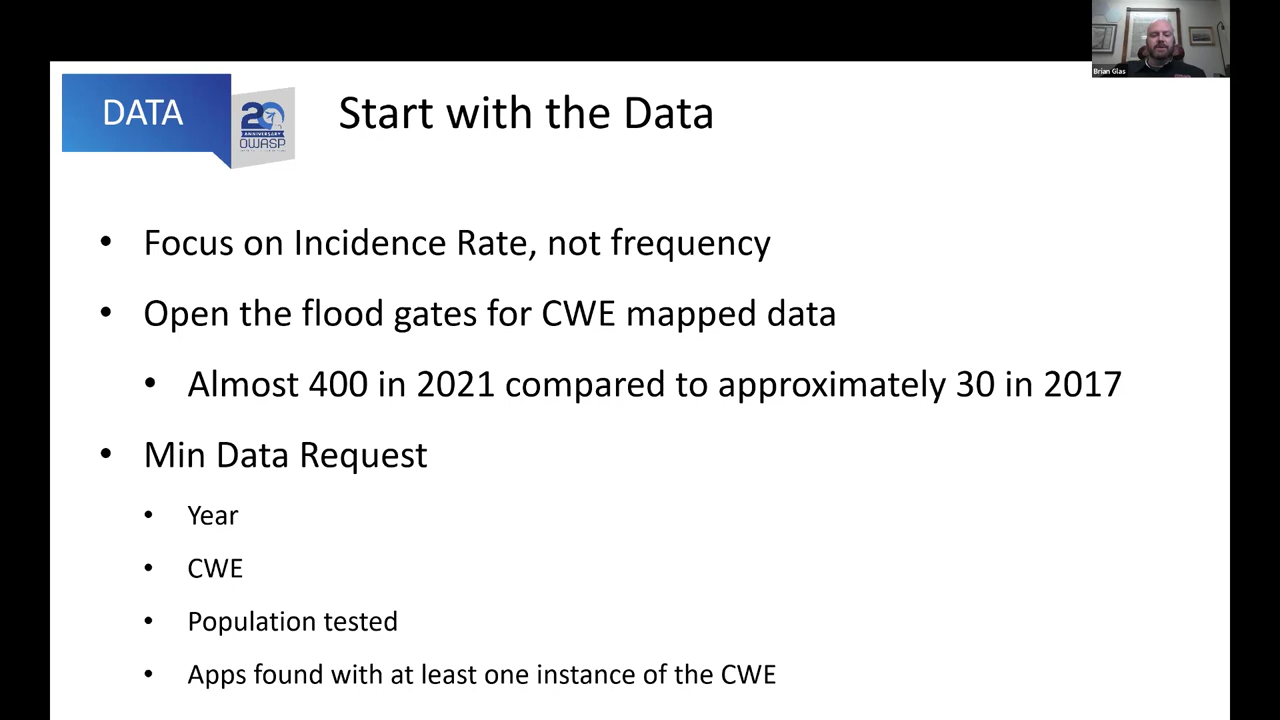 Brian Glas
DATA
20
ANNIVERSARY
OWASP
Start with the Data
• Focus on Incidence Rate, not frequency
• Open the flood gates for CWE mapped data
• Almost 400 in 2021 compared to approximately 30 in 2017
• Min Data Request
• Year
• CWE
• Population tested
• Apps found with at least one instance of the CWE